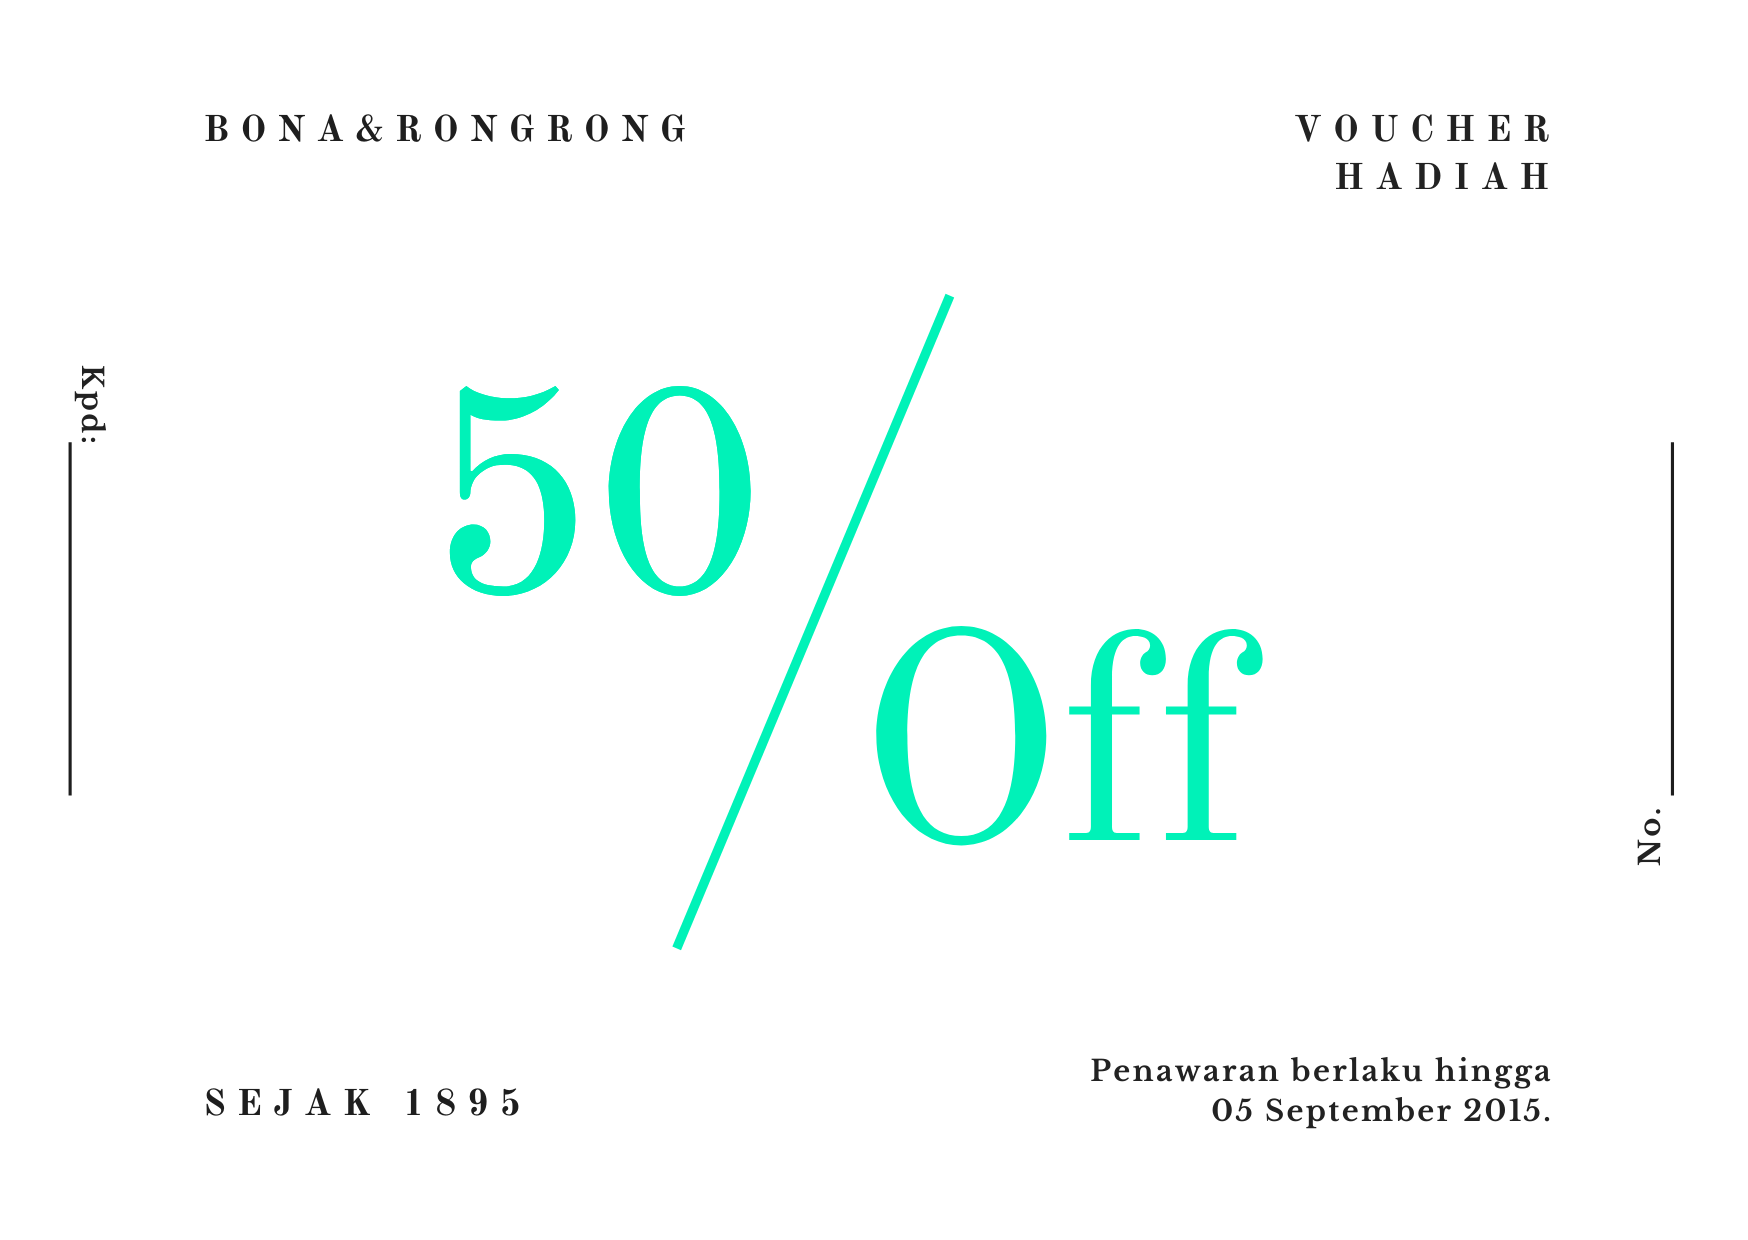 BONA&RONGRONG
VOUCHER
HADIAH
Kpd:
50
Off
No.
SEJAK 1895
Penawaran berlaku hingga
05 September 2015.